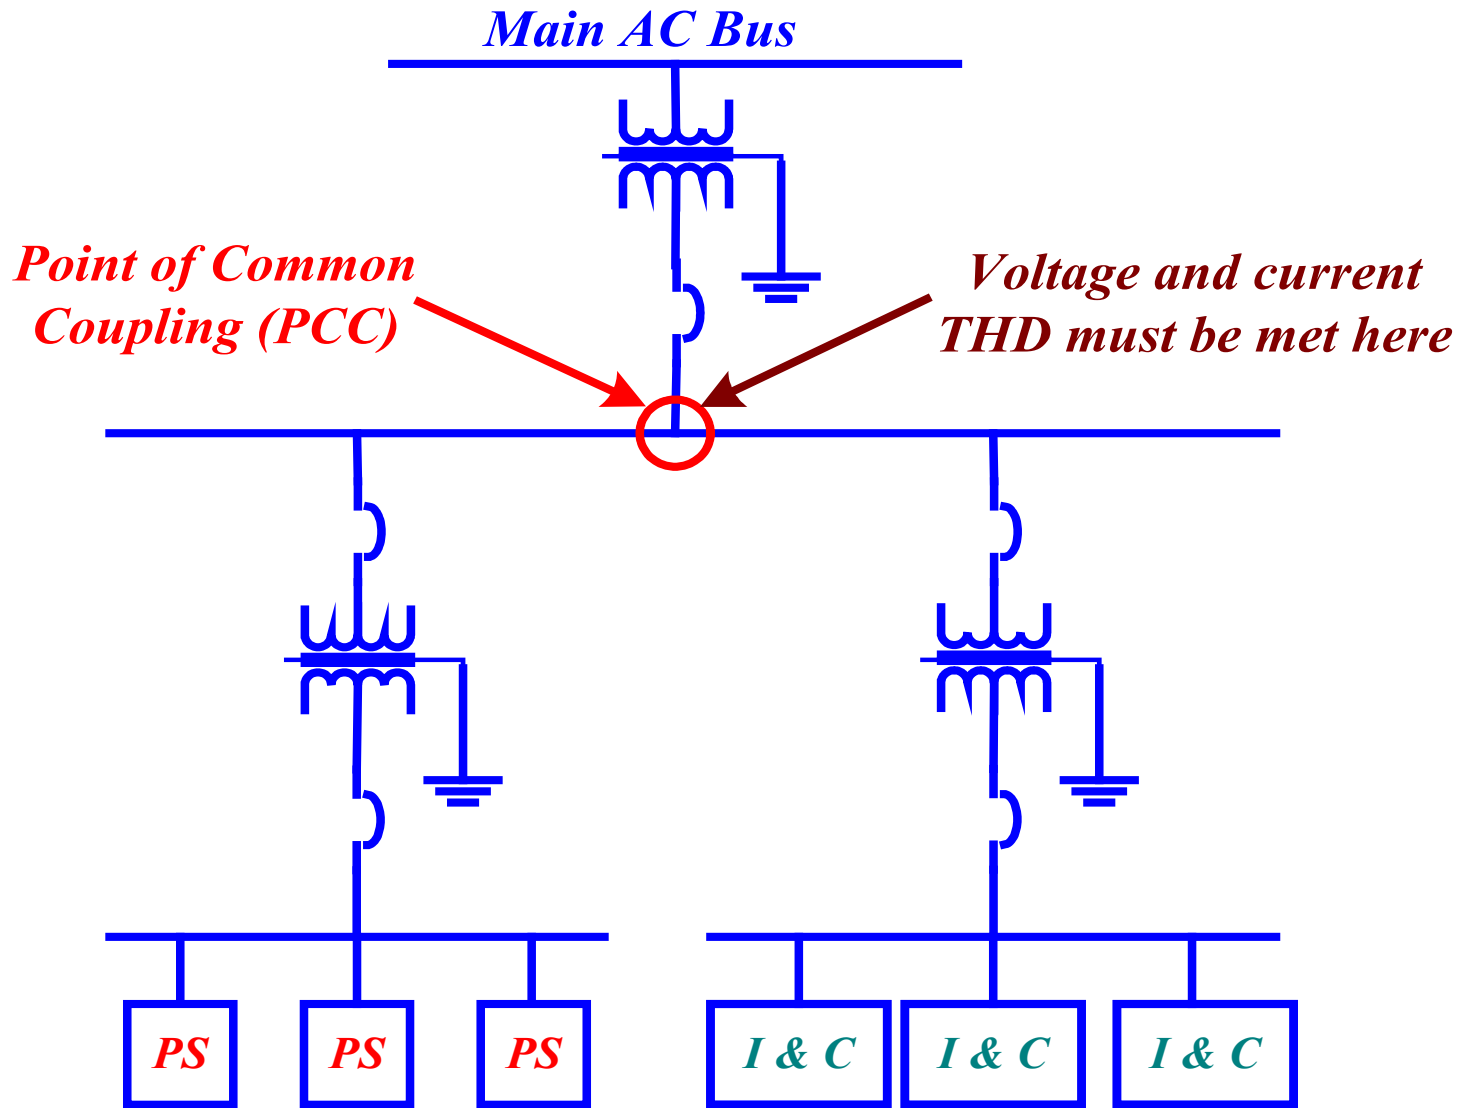 Main AC Bus
Point of Common
Coupling (PCC)
Voltage and current
THD must be met here
PS
PS
PS
I & C
I & C
I & C